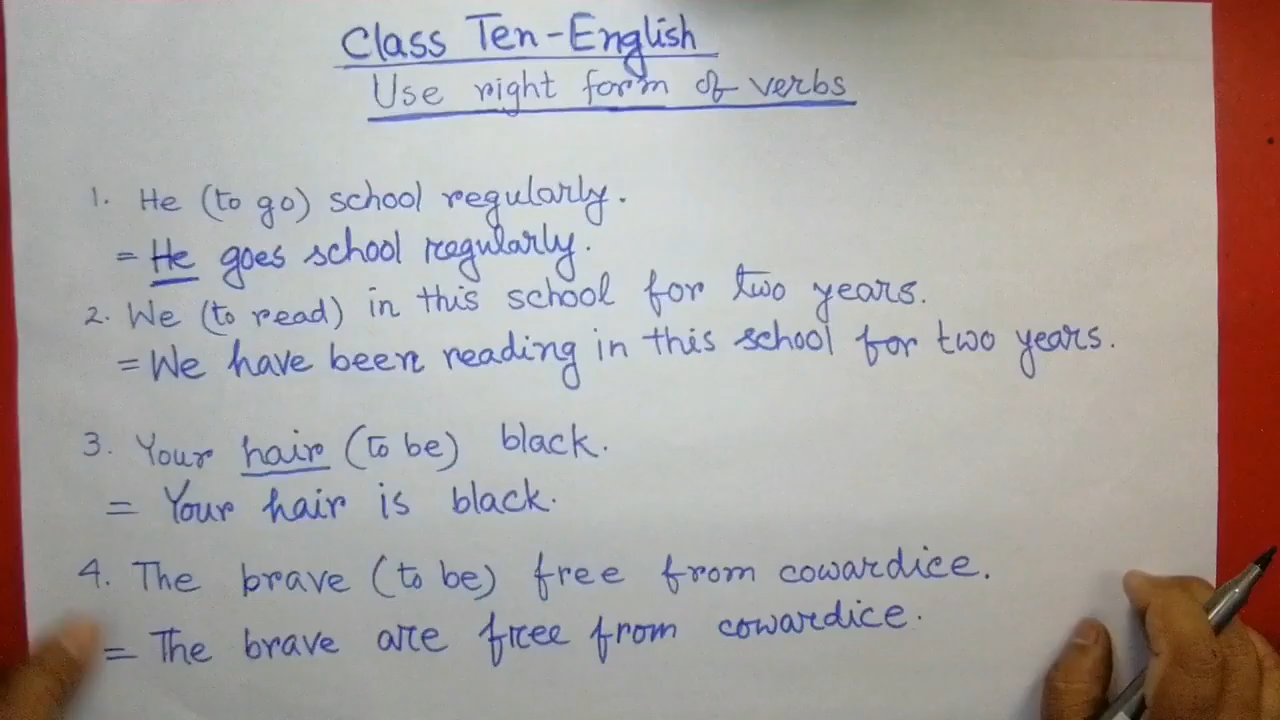 Class Ten-English
Use right form of verbs
1. He (to go) school regularly.
= He goes school regularly.
2. We (to read) in this school for two years.
= We have been reading in this school for two years.
3. Your hair (to be) black.
= Your hair is black.
4. The brave (to be) free from cowardice.
= The brave are free from cowardice.